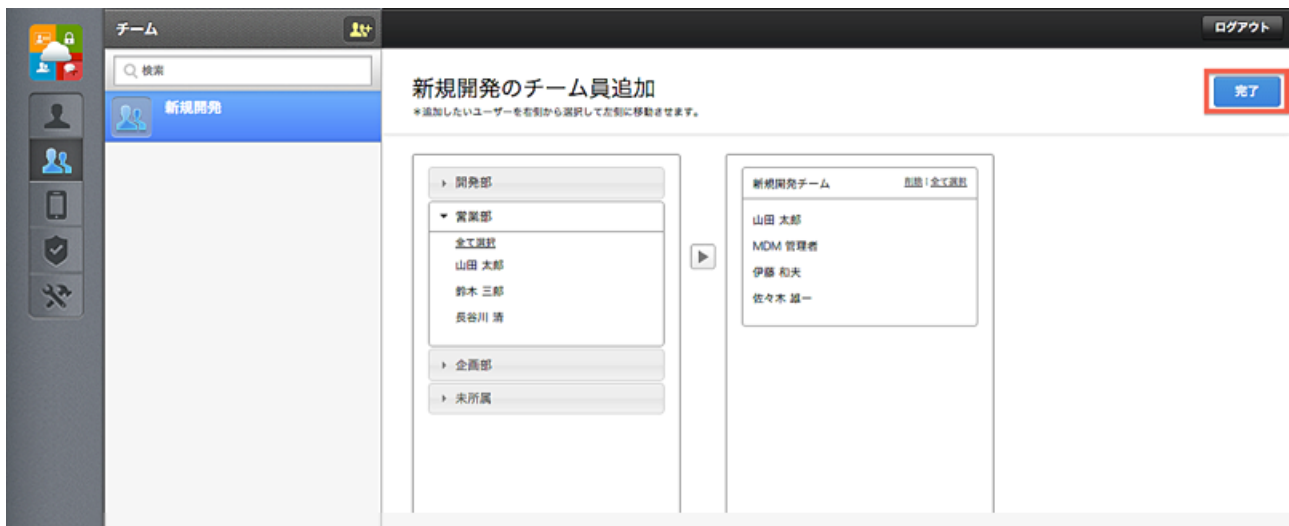 チーム
ログアウト
検索
新規開発
新規開発のチーム員追加
*追加したいユーザーを右側から選択して左側に移動させます。
完了
開発部
営業部
全て選択
山田 太郎
鈴木 三郎
長谷川 清
企画部
未所属
新規開発チーム
削除 | 全て選択
山田 太郎
MDM 管理者
伊藤 和夫
佐々木 雄一